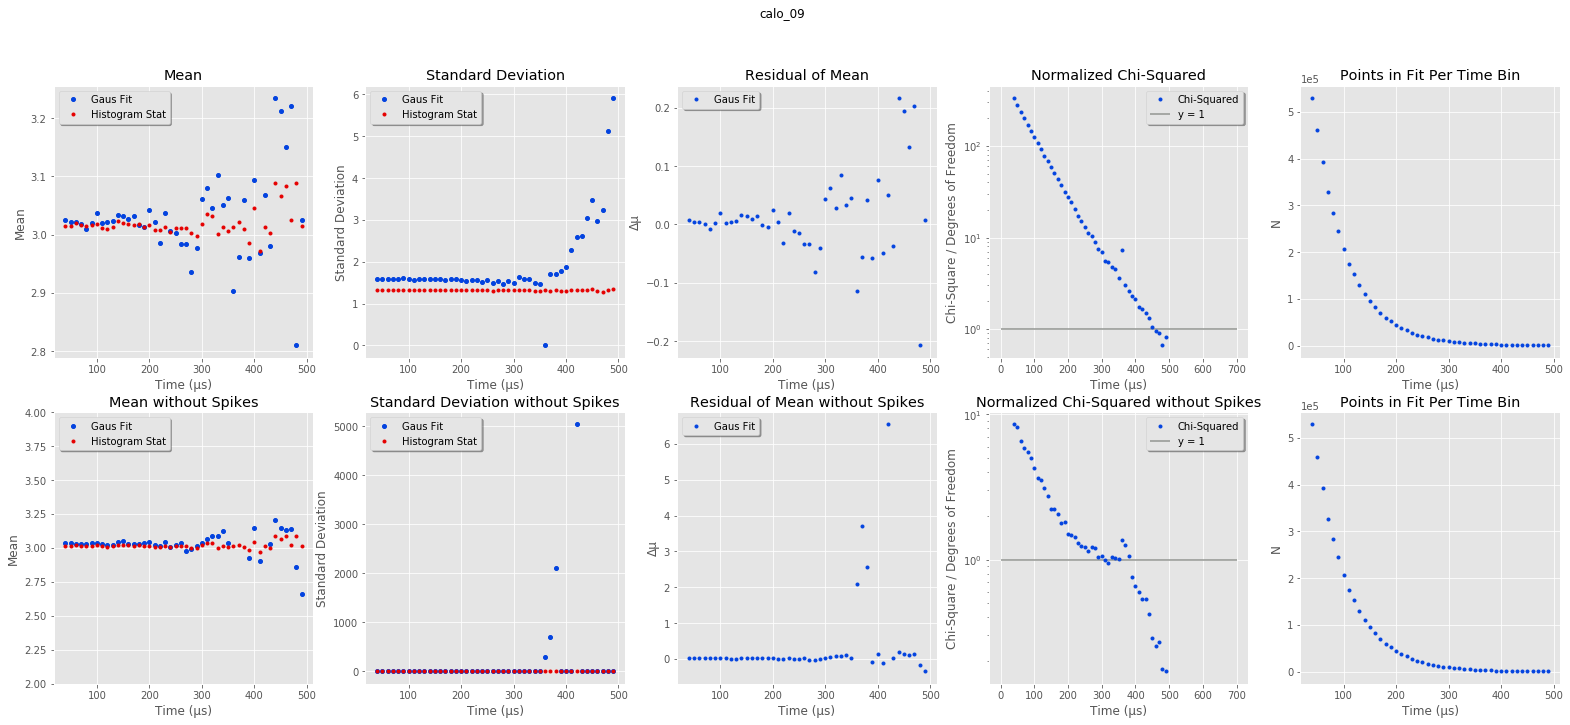 calo_09
Mean
Gaus Fit
Histogram Stat
3.2
3.1
3.0
2.9
2.8
Mean
100 200 300 400 500
Time (µs)
Standard Deviation
Gaus Fit
Histogram Stat
6
5
4
3
2
1
0
Standard Deviation
100 200 300 400 500
Time (µs)
Residual of Mean
Gaus Fit
0.2
0.1
0.0
−0.1
−0.2
Δµ
100 200 300 400 500
Time (µs)
Normalized Chi-Squared
Chi-Squared
y = 1
10²
10¹
10⁰
Chi-Square / Degrees of Freedom
0 100 200 300 400 500 600 700
Time (µs)
Points in Fit Per Time Bin
1e5
5
4
3
2
1
0
N
100 200 300 400 500
Time (µs)
Mean without Spikes
Gaus Fit
Histogram Stat
4.00
3.75
3.50
3.25
3.00
2.75
2.50
2.25
2.00
Mean
100 200 300 400 500
Time (µs)
Standard Deviation without Spikes
Gaus Fit
Histogram Stat
5000
4000
3000
2000
1000
0
Standard Deviation
100 200 300 400 500
Time (µs)
Residual of Mean without Spikes
Gaus Fit
6
5
4
3
2
1
0
Δµ
100 200 300 400 500
Time (µs)
Normalized Chi-Squared without Spikes
Chi-Squared
y = 1
10¹
10⁰
Chi-Square / Degrees of Freedom
0 100 200 300 400 500 600 700
Time (µs)
Points in Fit Per Time Bin
1e5
5
4
3
2
1
0
N
100 200 300 400 500
Time (µs)